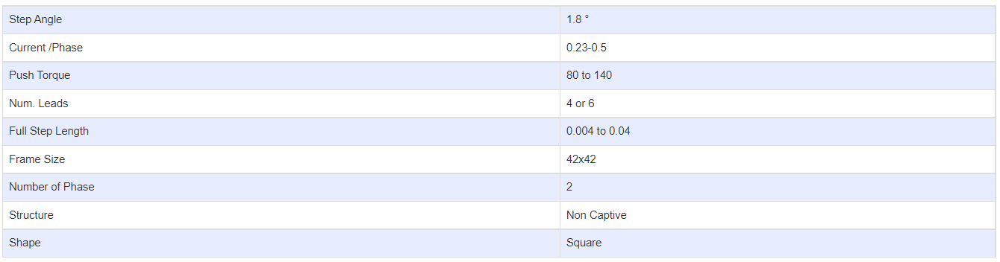 Step Angle 1.8 °
Current /Phase 0.23-0.5
Push Torque 80 to 140
Num. Leads 4 or 6
Full Step Length 0.004 to 0.04
Frame Size 42x42
Number of Phase 2
Structure Non Captive
Shape Square